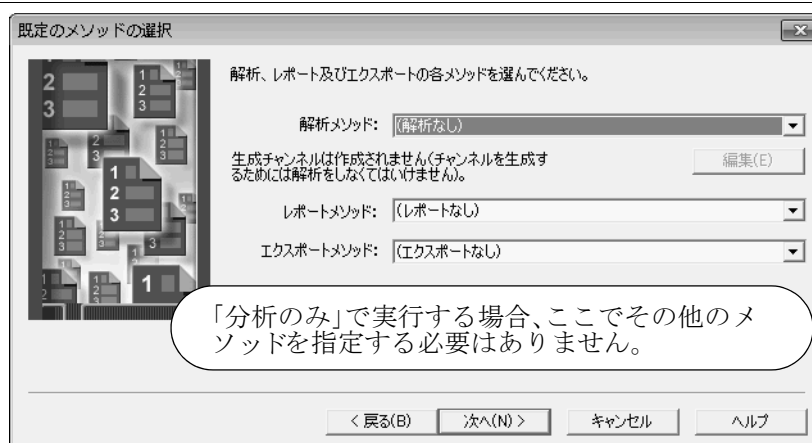 既定のメソッドの選択
解析、レポート及びエクスポートの各メソッドを選んでください。
解析メソッド: (解析なし)
生成チャンネルは作成されません(チャンネルを生成す
るためには解析をしなくてはいけません)。
編集(E)
レポートメソッド: (レポートなし)
エクスポートメソッド: (エクスポートなし)
「分析のみ」で実行する場合、ここでその他のメ
ソッドを指定する必要はありません。
< 戻る(B) 次へ(N) > キャンセル ヘルプ